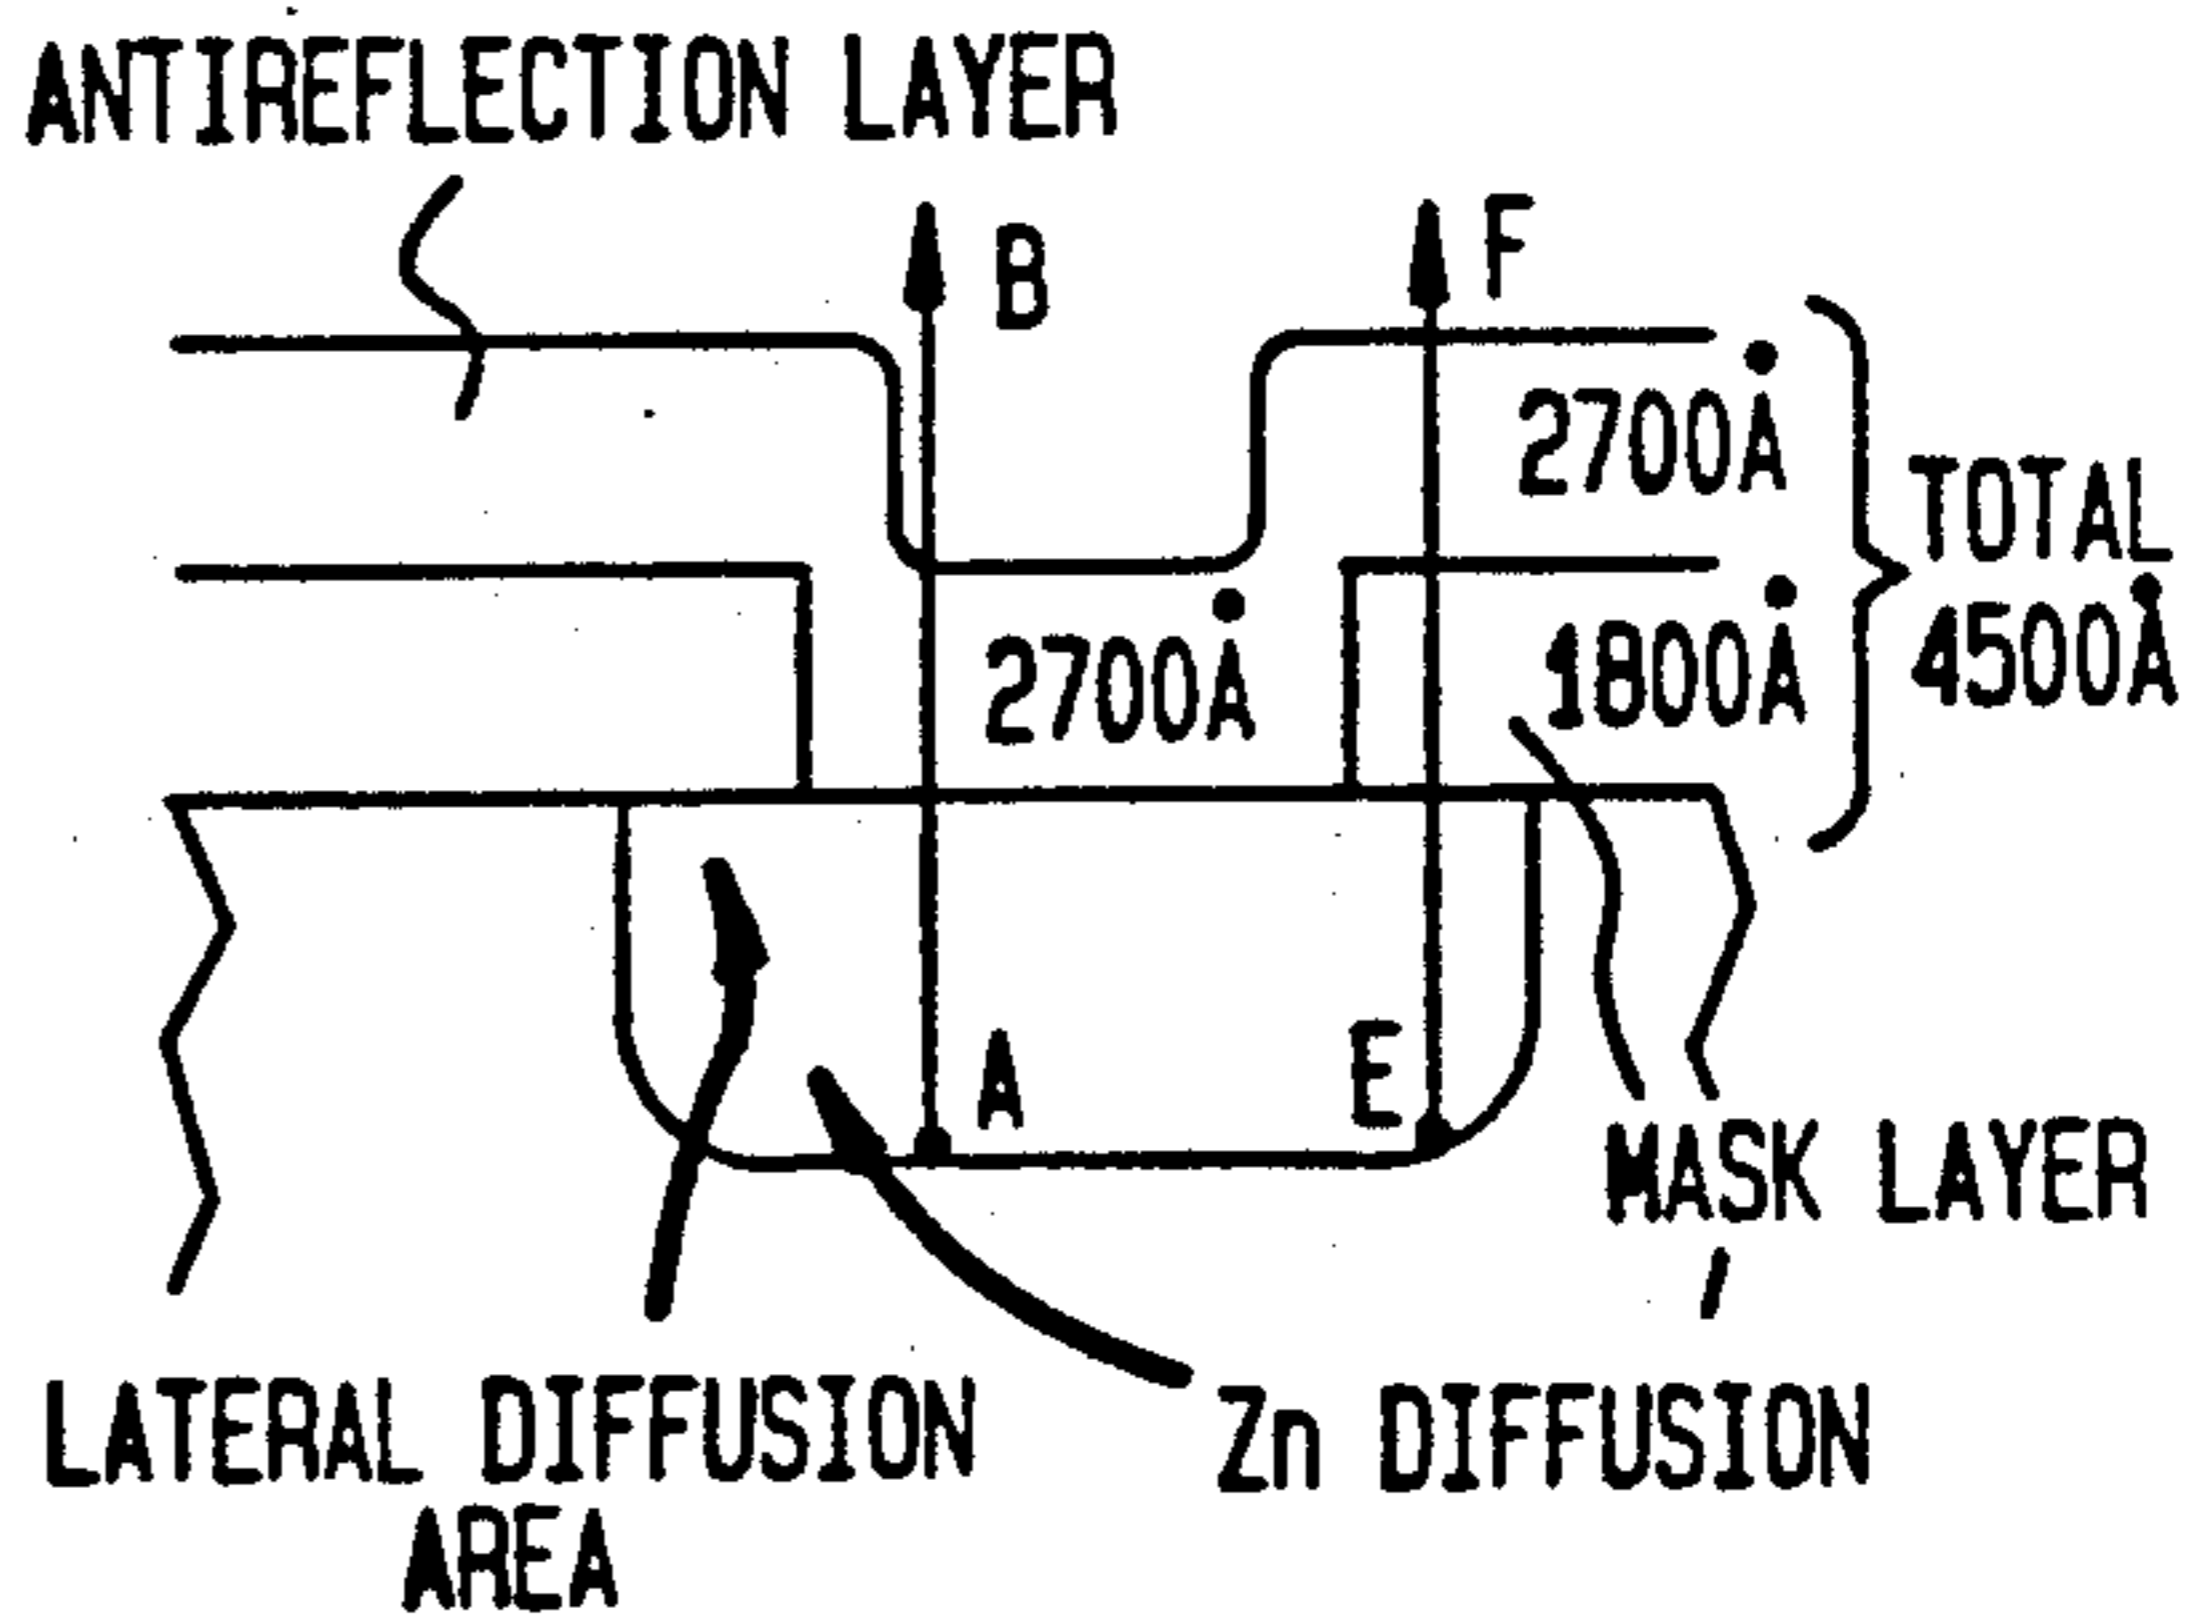 ANTIREFLECTION LAYER
B
F
2700Å
TOTAL
4500Å
2700Å
1800Å
A
E
MASK LAYER
LATERAL DIFFUSION
AREA
Zn DIFFUSION